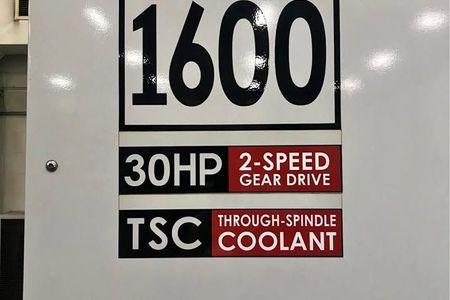 1600
30HP 2-SPEED
GEAR DRIVE
TSC THROUGH-SPINDLE
COOLANT